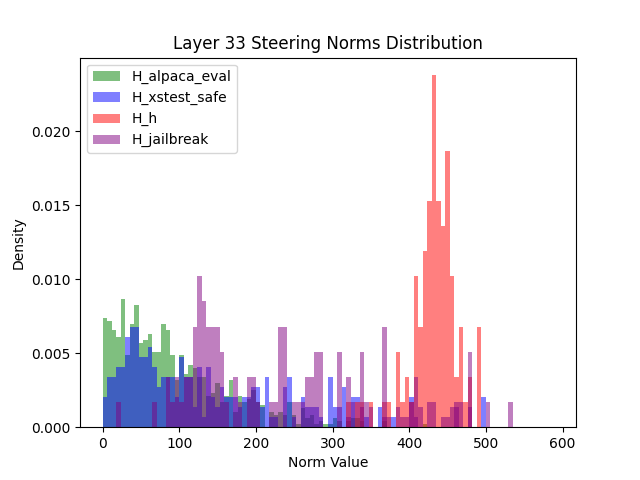 Layer 33 Steering Norms Distribution
H_alpaca_eval
H_xstest_safe
H_h
H_jailbreak
Density
0.020
0.015
0.010
0.005
0.000
0 100 200 300 400 500 600
Norm Value